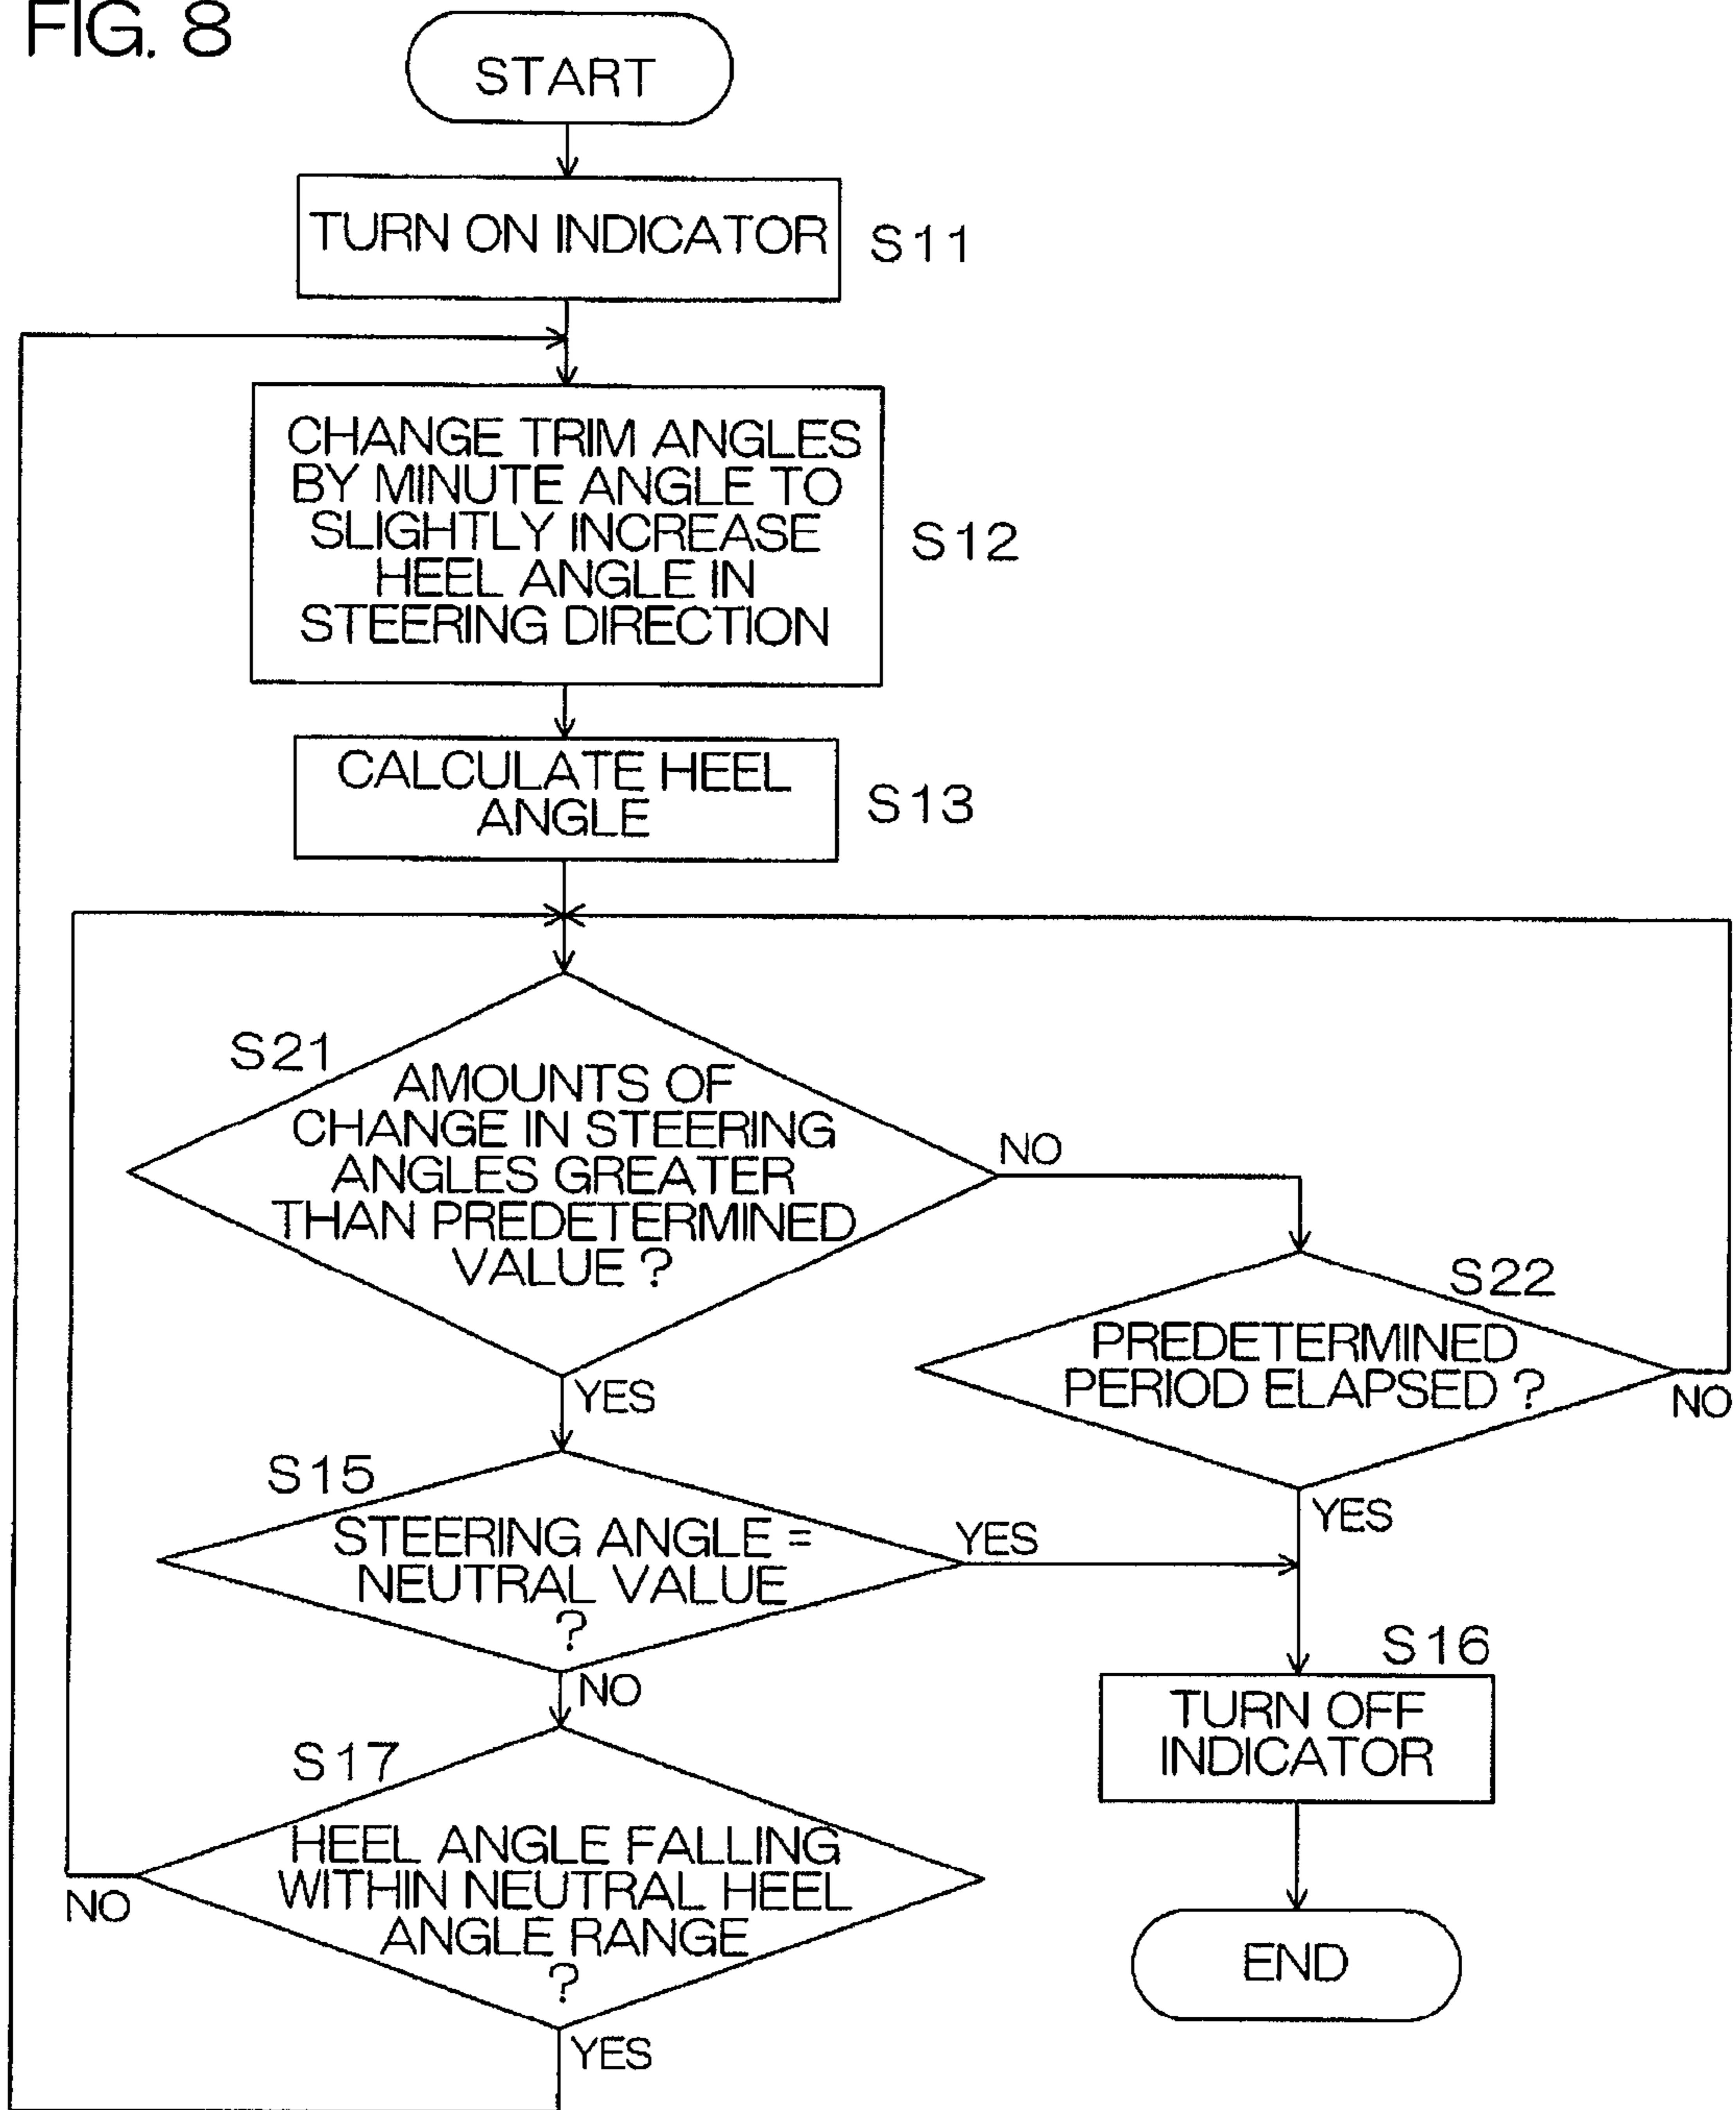 FIG. 8
START
TURN ON INDICATOR
S11
CHANGE TRIM ANGLES
BY MINUTE ANGLE TO
SLIGHTLY INCREASE
HEEL ANGLE IN
STEERING DIRECTION
S12
CALCULATE HEEL
ANGLE
S13
S21
AMOUNTS OF
CHANGE IN STEERING
ANGLES GREATER
THAN PREDETERMINED
VALUE ?
NO
YES
S22
PREDETERMINED
PERIOD ELAPSED ?
NO
YES
S15
STEERING ANGLE =
NEUTRAL VALUE
?
YES
NO
S16
TURN OFF
INDICATOR
S17
HEEL ANGLE FALLING
WITHIN NEUTRAL HEEL
ANGLE RANGE
?
NO
YES
END